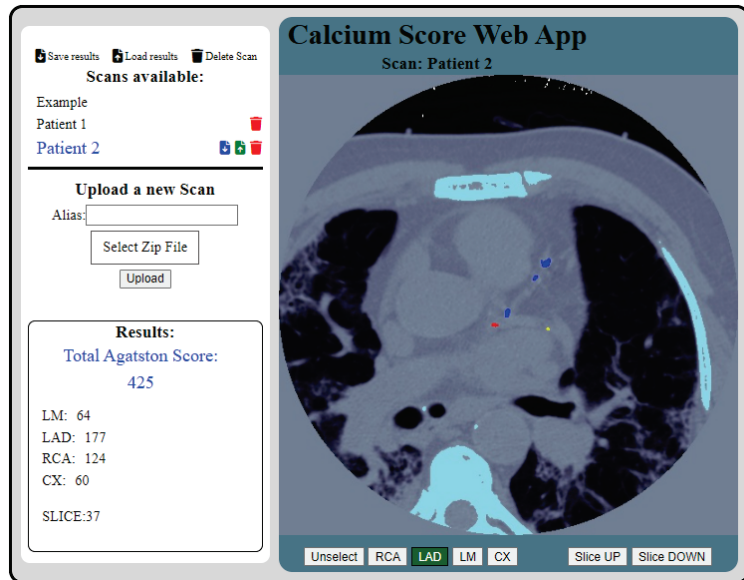 Save results Load results Delete Scan
Scans available:
Example
Patient 1
Patient 2
Upload a new Scan
Alias:
Select Zip File
Upload
Results:
Total Agatston Score:
425
LM: 64
LAD: 177
RCA: 124
CX: 60
SLICE:37
Calcium Score Web App
Scan: Patient 2
Unselect RCA LAD LM CX Slice UP Slice DOWN